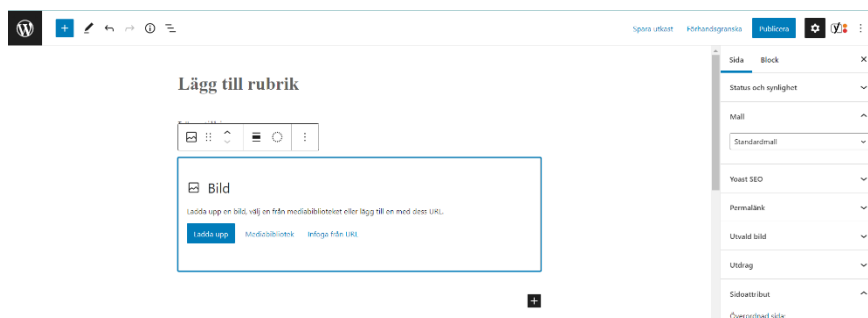 Spara utkast Förhandsgranska Publicera
Sida Block
Lägg till rubrik
Status och synlighet
Mall
Standardmall
Bild
Ladda upp en bild, välj en från mediabiblioteket eller lägg till en med dess URL.
Ladda upp Mediabibliotek Infoga från URL
Yoast SEO
Permalänk
Utvald bild
Utdrag
Sidoattribut
Överordnad sida: